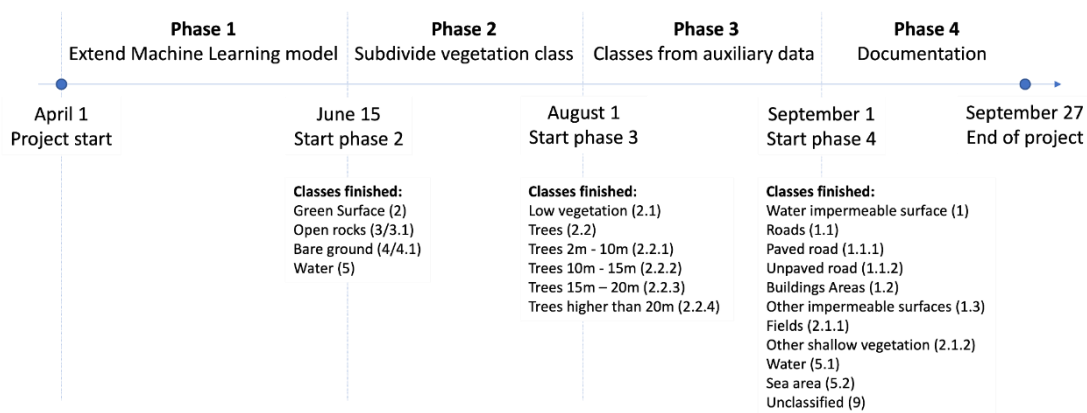 Phase 1
Extend Machine Learning model
Phase 2
Subdivide vegetation class
Phase 3
Classes from auxiliary data
Phase 4
Documentation
April 1
Project start
June 15
Start phase 2
August 1
Start phase 3
September 1
Start phase 4
September 27
End of project
Classes finished:
Green Surface (2)
Open rocks (3/3.1)
Bare ground (4/4.1)
Water (5)
Classes finished:
Low vegetation (2.1)
Trees (2.2)
Trees 2m - 10m (2.2.1)
Trees 10m - 15m (2.2.2)
Trees 15m – 20m (2.2.3)
Trees higher than 20m (2.2.4)
Classes finished:
Water impermeable surface (1)
Roads (1.1)
Paved road (1.1.1)
Unpaved road (1.1.2)
Buildings Areas (1.2)
Other impermeable surfaces (1.3)
Fields (2.1.1)
Other shallow vegetation (2.1.2)
Water (5.1)
Sea area (5.2)
Unclassified (9)